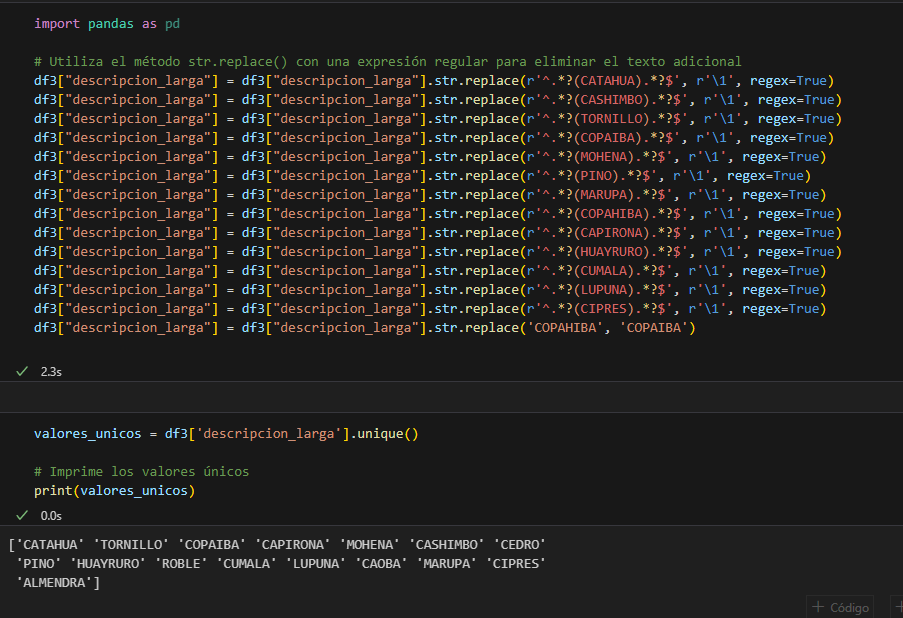 import pandas as pd
# Utiliza el método str.replace() con una expresión regular para eliminar el texto adicional
df3["descripcion_larga"] = df3["descripcion_larga"].str.replace(r'^.*?(CATAHUA).*?$', r'\1', regex=True)
df3["descripcion_larga"] = df3["descripcion_larga"].str.replace(r'^.*?(CASHIMBO).*?$', r'\1', regex=True)
df3["descripcion_larga"] = df3["descripcion_larga"].str.replace(r'^.*?(TORNILLO).*?$', r'\1', regex=True)
df3["descripcion_larga"] = df3["descripcion_larga"].str.replace(r'^.*?(COPAIBA).*?$', r'\1', regex=True)
df3["descripcion_larga"] = df3["descripcion_larga"].str.replace(r'^.*?(MOHENA).*?$', r'\1', regex=True)
df3["descripcion_larga"] = df3["descripcion_larga"].str.replace(r'^.*?(PINO).*?$', r'\1', regex=True)
df3["descripcion_larga"] = df3["descripcion_larga"].str.replace(r'^.*?(MARUPA).*?$', r'\1', regex=True)
df3["descripcion_larga"] = df3["descripcion_larga"].str.replace(r'^.*?(COPAHIBA).*?$', r'\1', regex=True)
df3["descripcion_larga"] = df3["descripcion_larga"].str.replace(r'^.*?(CAPIRONA).*?$', r'\1', regex=True)
df3["descripcion_larga"] = df3["descripcion_larga"].str.replace(r'^.*?(HUAYRURO).*?$', r'\1', regex=True)
df3["descripcion_larga"] = df3["descripcion_larga"].str.replace(r'^.*?(CUMALA).*?$', r'\1', regex=True)
df3["descripcion_larga"] = df3["descripcion_larga"].str.replace(r'^.*?(LUPUNA).*?$', r'\1', regex=True)
df3["descripcion_larga"] = df3["descripcion_larga"].str.replace(r'^.*?(CIPRES).*?$', r'\1', regex=True)
df3["descripcion_larga"] = df3["descripcion_larga"].str.replace('COPAHIBA', 'COPAIBA')
✓ 2.3s
valores_unicos = df3['descripcion_larga'].unique()
# Imprime los valores únicos
print(valores_unicos)
✓ 0.0s
['CATAHUA' 'TORNILLO' 'COPAIBA' 'CAPIRONA' 'MOHENA' 'CASHIMBO' 'CEDRO'
'PINO' 'HUAYRURO' 'ROBLE' 'CUMALA' 'LUPUNA' 'CAOBA' 'MARUPA' 'CIPRES'
'ALMENDRA']
+ Código +